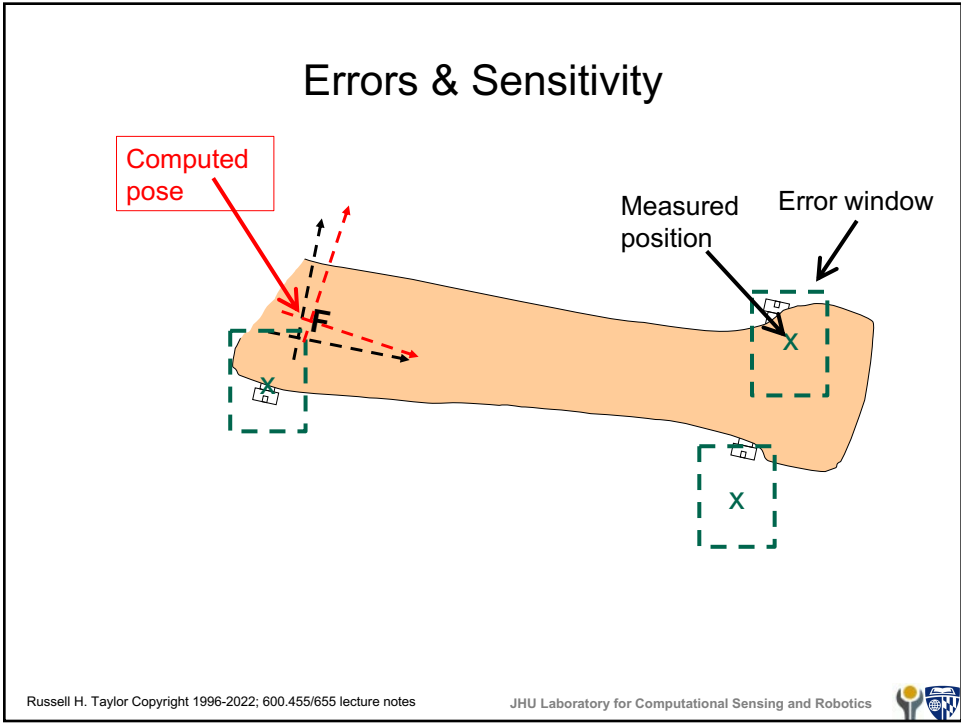 Errors & Sensitivity
Computed
pose
Measured
position
Error window
F
x
x
x
Russell H. Taylor Copyright 1996-2022; 600.455/655 lecture notes
JHU Laboratory for Computational Sensing and Robotics